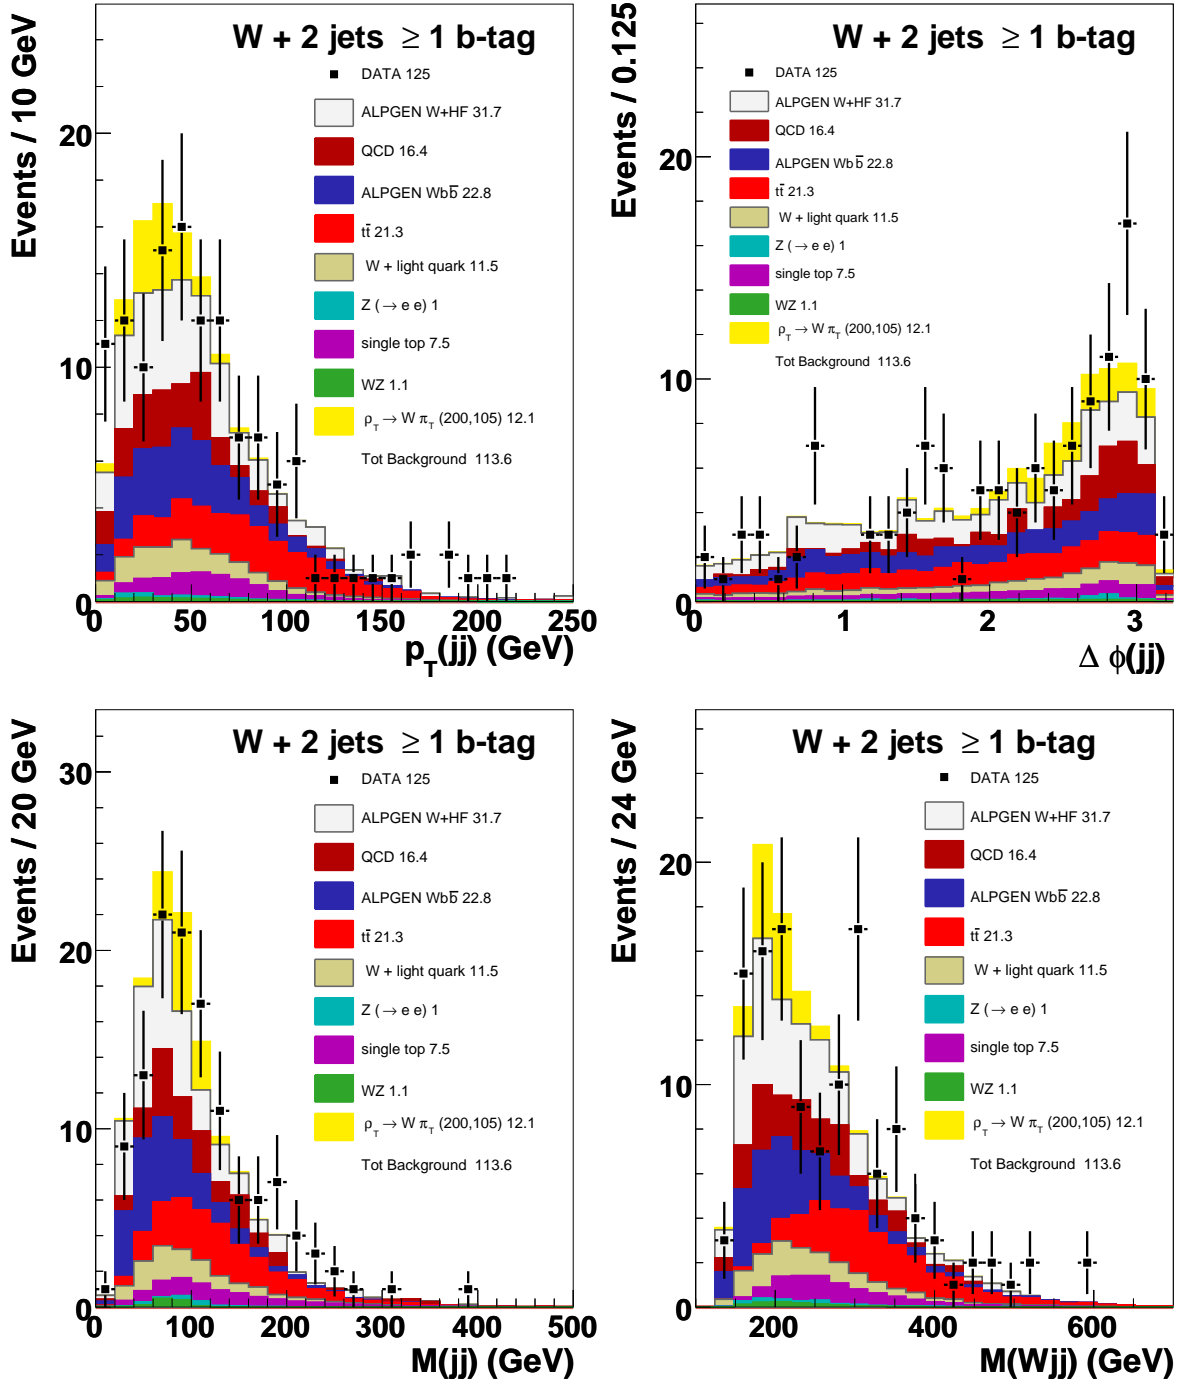 Events / 10 GeV
W + 2 jets ≥ 1 b-tag
DATA 125
ALPGEN W+HF 31.7
QCD 16.4
ALPGEN Wbb̅ 22.8
tt̅ 21.3
W + light quark 11.5
Z (→ e e) 1
single top 7.5
WZ 1.1
ρ_T → W π_T (200,105) 12.1
Tot Background 113.6
20
10
0
0 50 100 150 200 250
p_T(jj) (GeV)
Events / 0.125
W + 2 jets ≥ 1 b-tag
DATA 125
ALPGEN W+HF 31.7
QCD 16.4
ALPGEN Wbb̅ 22.8
tt̅ 21.3
W + light quark 11.5
Z (→ e e) 1
single top 7.5
WZ 1.1
ρ_T → W π_T (200,105) 12.1
Tot Background 113.6
20
10
0
0 1 2 3
Δ ϕ(jj)
Events / 20 GeV
W + 2 jets ≥ 1 b-tag
DATA 125
ALPGEN W+HF 31.7
QCD 16.4
ALPGEN Wbb̅ 22.8
tt̅ 21.3
W + light quark 11.5
Z (→ e e) 1
single top 7.5
WZ 1.1
ρ_T → W π_T (200,105) 12.1
Tot Background 113.6
30
20
10
0
0 100 200 300 400 500
M(jj) (GeV)
Events / 24 GeV
W + 2 jets ≥ 1 b-tag
DATA 125
ALPGEN W+HF 31.7
QCD 16.4
ALPGEN Wbb̅ 22.8
tt̅ 21.3
W + light quark 11.5
Z (→ e e) 1
single top 7.5
WZ 1.1
ρ_T → W π_T (200,105) 12.1
Tot Background 113.6
20
10
0
200 400 600
M(Wjj) (GeV)